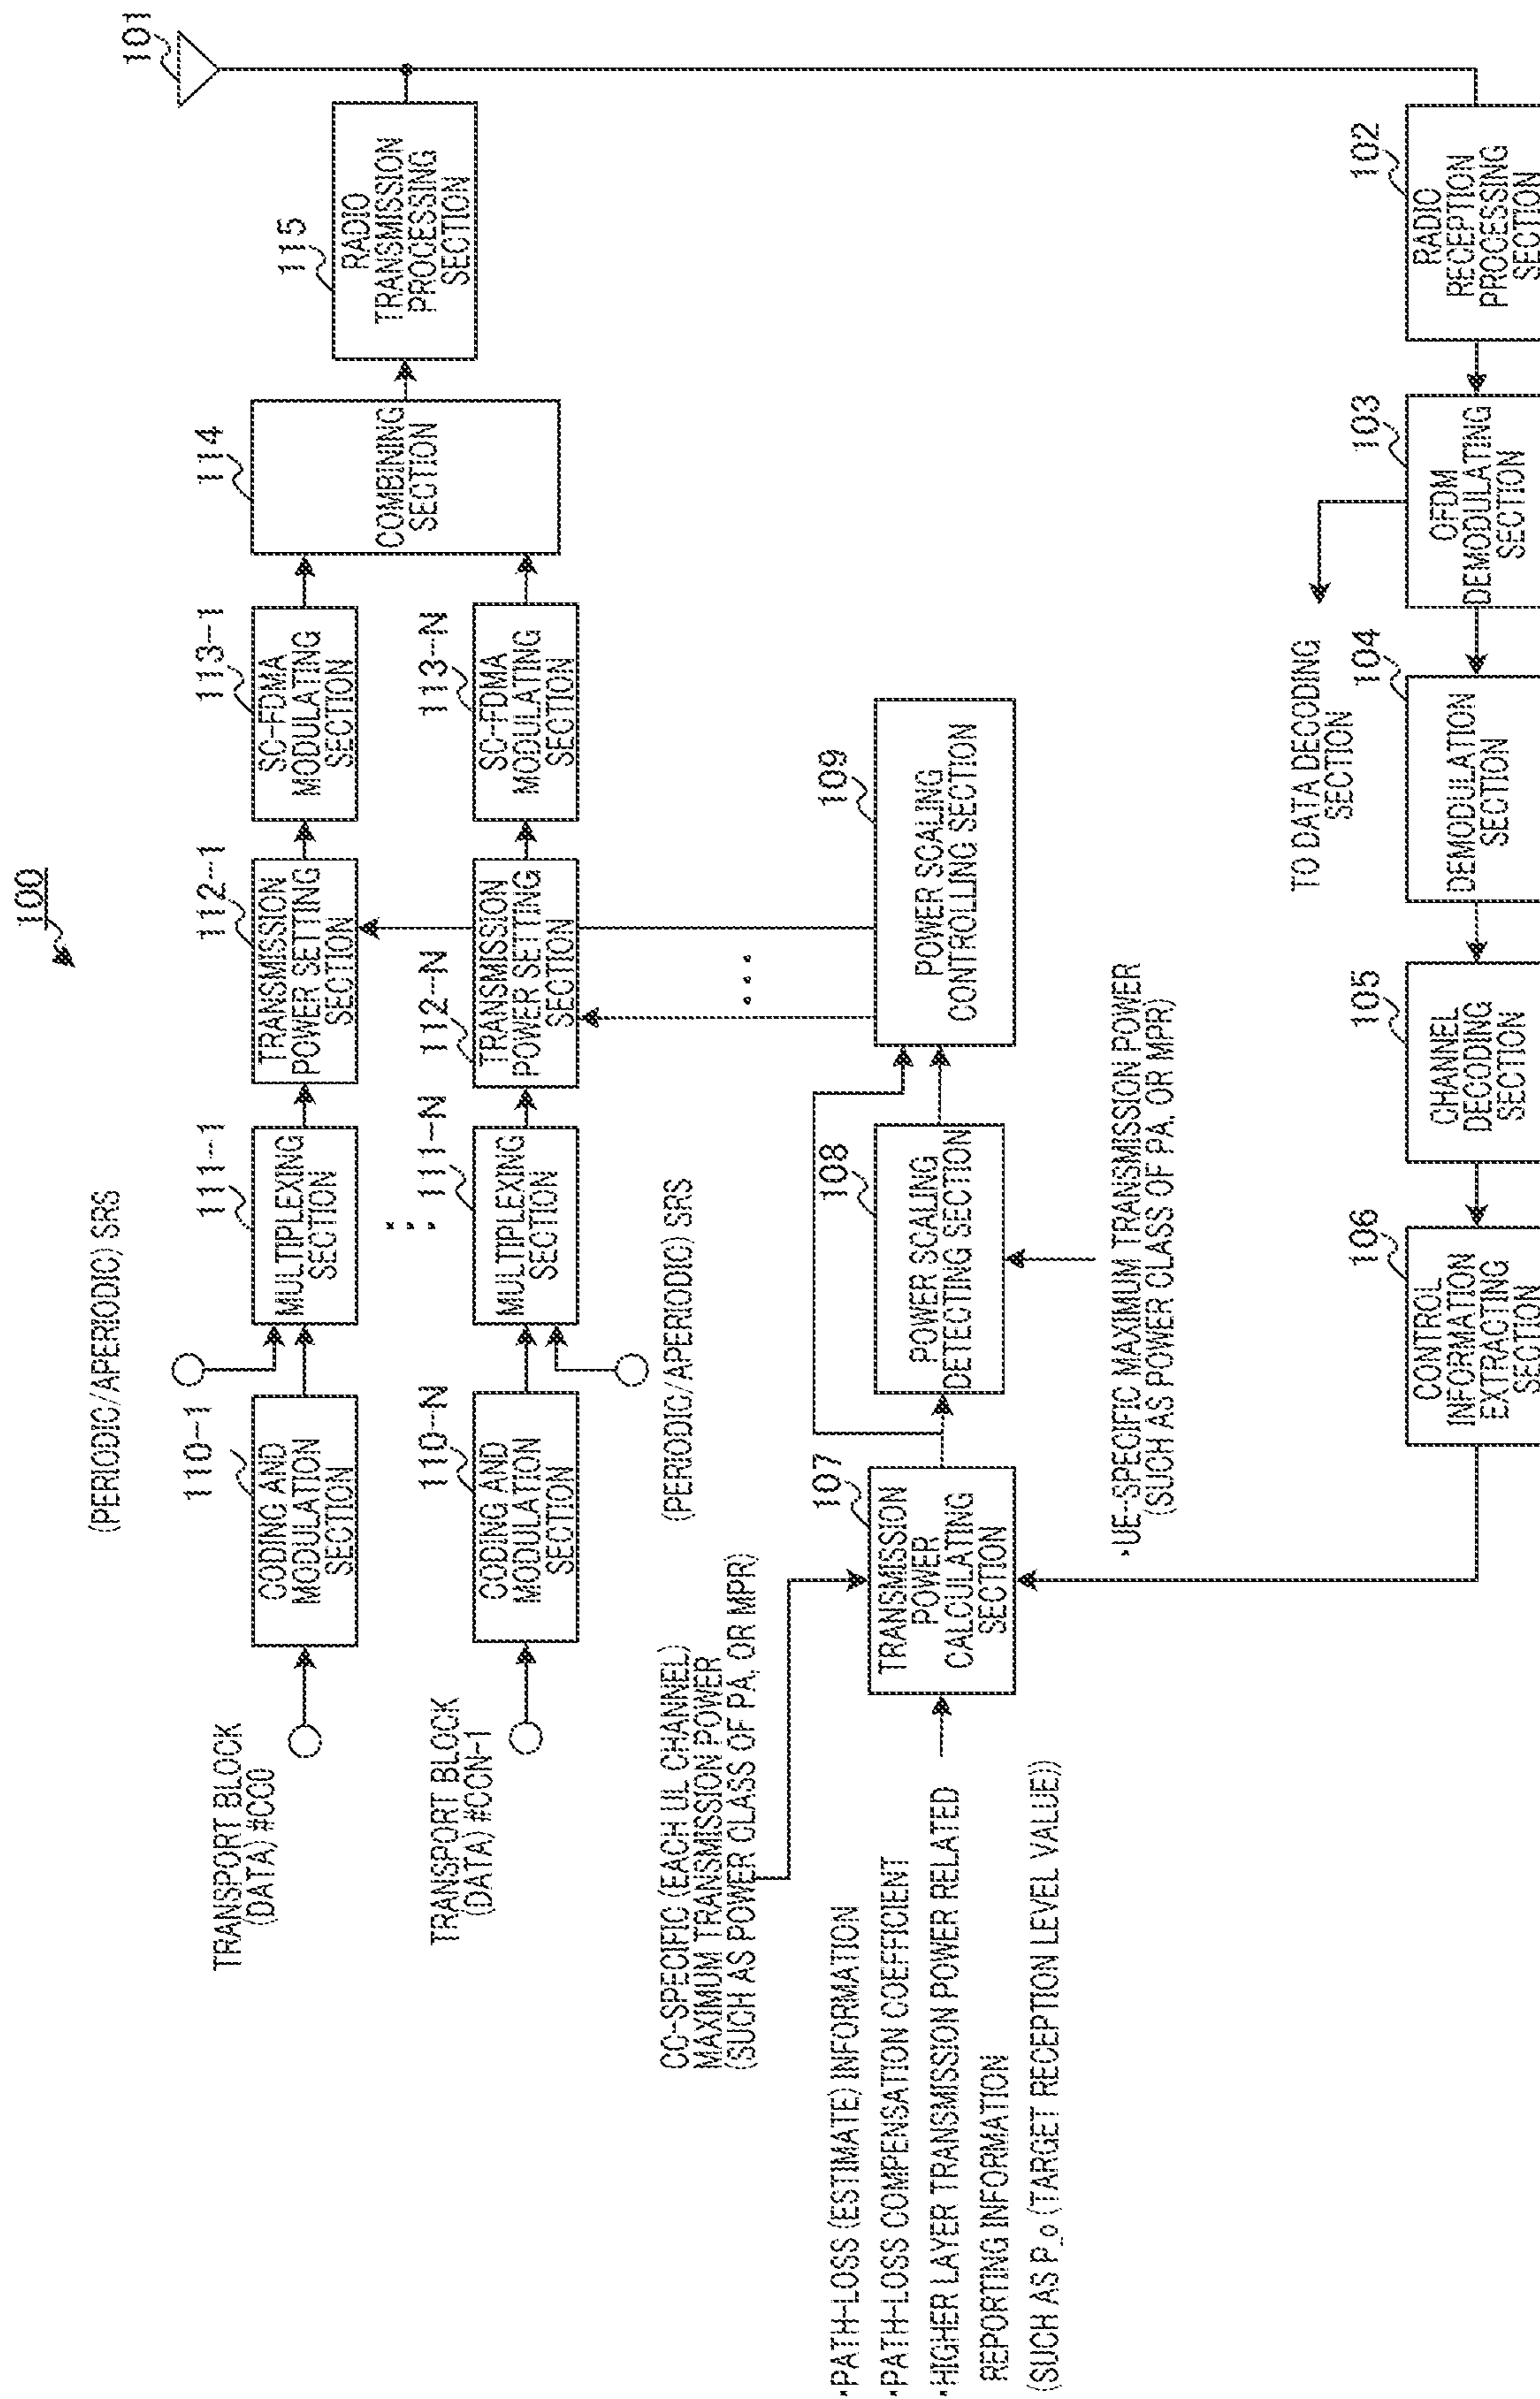 100
(PERIODIC/APERIODIC) SRS
TRANSPORT BLOCK
(DATA) #CC0
110-1
CODING AND
MODULATION
SECTION
111-1
MULTIPLEXING
SECTION
112-1
TRANSMISSION
POWER SETTING
SECTION
113-1
SC-FDMA
MODULATING
SECTION
114
COMBINING
SECTION
115
RADIO
TRANSMISSION
PROCESSING
SECTION
101
TRANSPORT BLOCK
(DATA) #CCN-1
110-N
CODING AND
MODULATION
SECTION
111-N
MULTIPLEXING
SECTION
112-N
TRANSMISSION
POWER SETTING
SECTION
113-N
SC-FDMA
MODULATING
SECTION
(PERIODIC/APERIODIC) SRS
CC-SPECIFIC (EACH UL CHANNEL)
MAXIMUM TRANSMISSION POWER
(SUCH AS POWER CLASS OF PA, OR MPR)
·PATH-LOSS (ESTIMATE) INFORMATION
·PATH-LOSS COMPENSATION COEFFICIENT
·HIGHER LAYER TRANSMISSION POWER RELATED
REPORTING INFORMATION
(SUCH AS P_o (TARGET RECEPTION LEVEL VALUE))
107
TRANSMISSION
POWER
CALCULATING
SECTION
108
POWER SCALING
DETECTING SECTION
109
POWER SCALING
CONTROLLING SECTION
·UE-SPECIFIC MAXIMUM TRANSMISSION POWER
(SUCH AS POWER CLASS OF PA, OR MPR)
TO DATA DECODING
SECTION
106
CONTROL
INFORMATION
EXTRACTING
SECTION
105
CHANNEL
DECODING
SECTION
104
DEMODULATION
SECTION
103
OFDM
DEMODULATING
SECTION
102
RADIO
RECEPTION
PROCESSING
SECTION